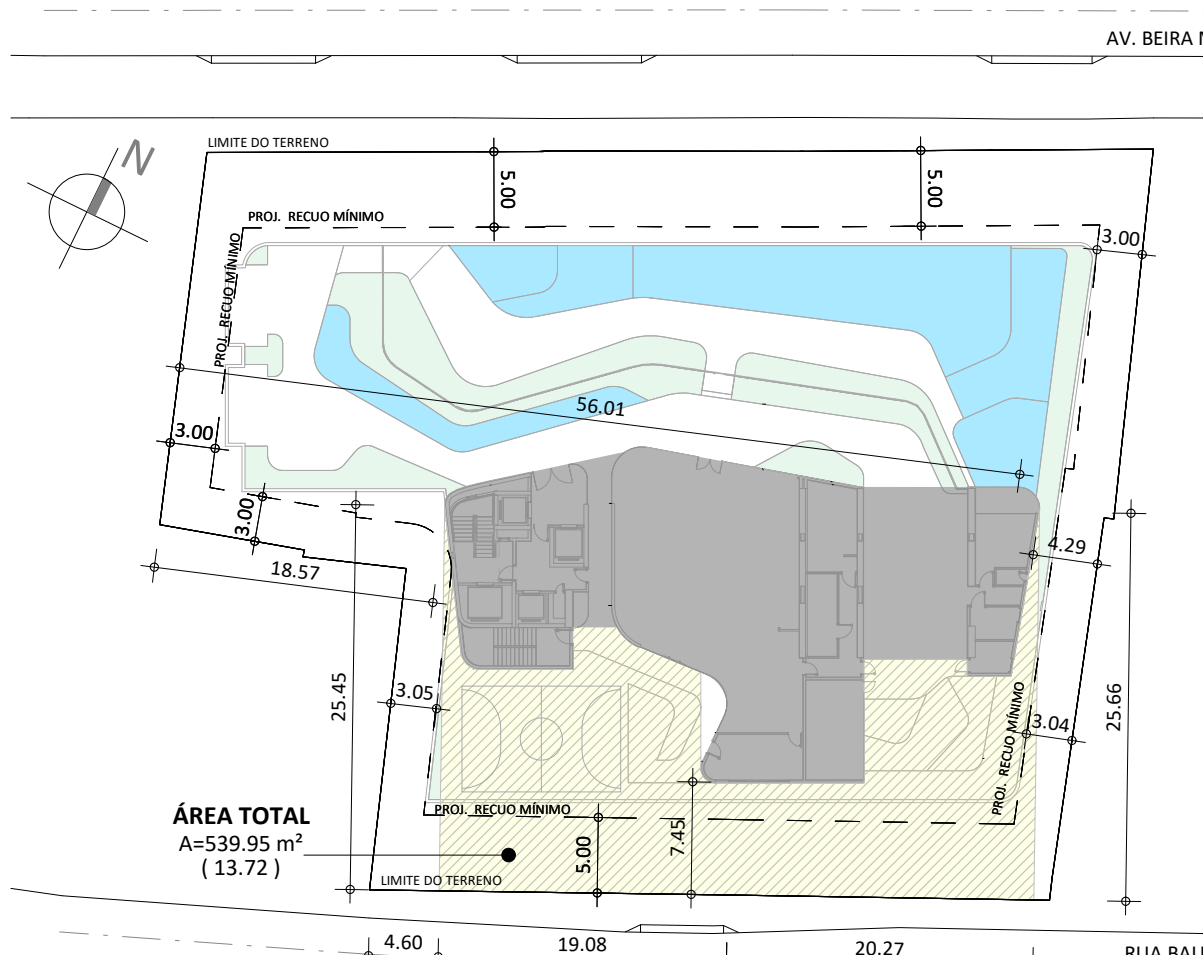 AV. BEIRA
LIMITE DO TERRENO
N
5.00
5.00
PROJ. RECUO MÍNIMO
3.00
PROJ. RECUO MÍNIMO
56.01
3.00
3.00
4.29
18.57
25.45
3.05
25.66
3.04
PROJ. RECUO MÍNIMO
PROJ. RECUO MÍNIMO
ÁREA TOTAL
A=539.95 m²
( 13.72 )
5.00
7.45
LIMITE DO TERRENO
4.60
19.08
20.27
RUA